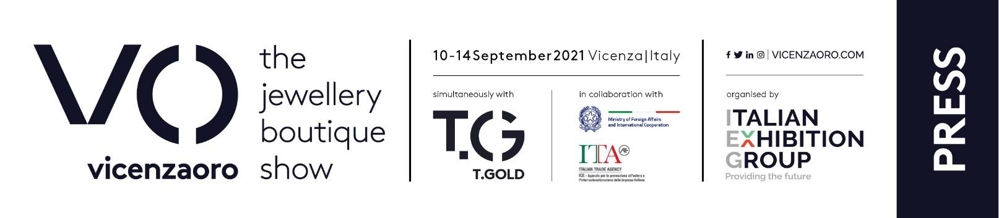 VO
vicenzaoro
the
jewellery
boutique
show
10-14 September 2021 Vicenza|Italy
simultaneously with
T.G
T.GOLD
in collaboration with
Ministry of Foreign Affairs
and International Cooperation
ITA
ITALIAN TRADE AGENCY
ICE - Agenzia per la promozione all'estero e
l'internazionalizzazione delle imprese italiane
VICENZAORO.COM
organised by
ITALIAN
EXHIBITION
GROUP
Providing the future
PRESS